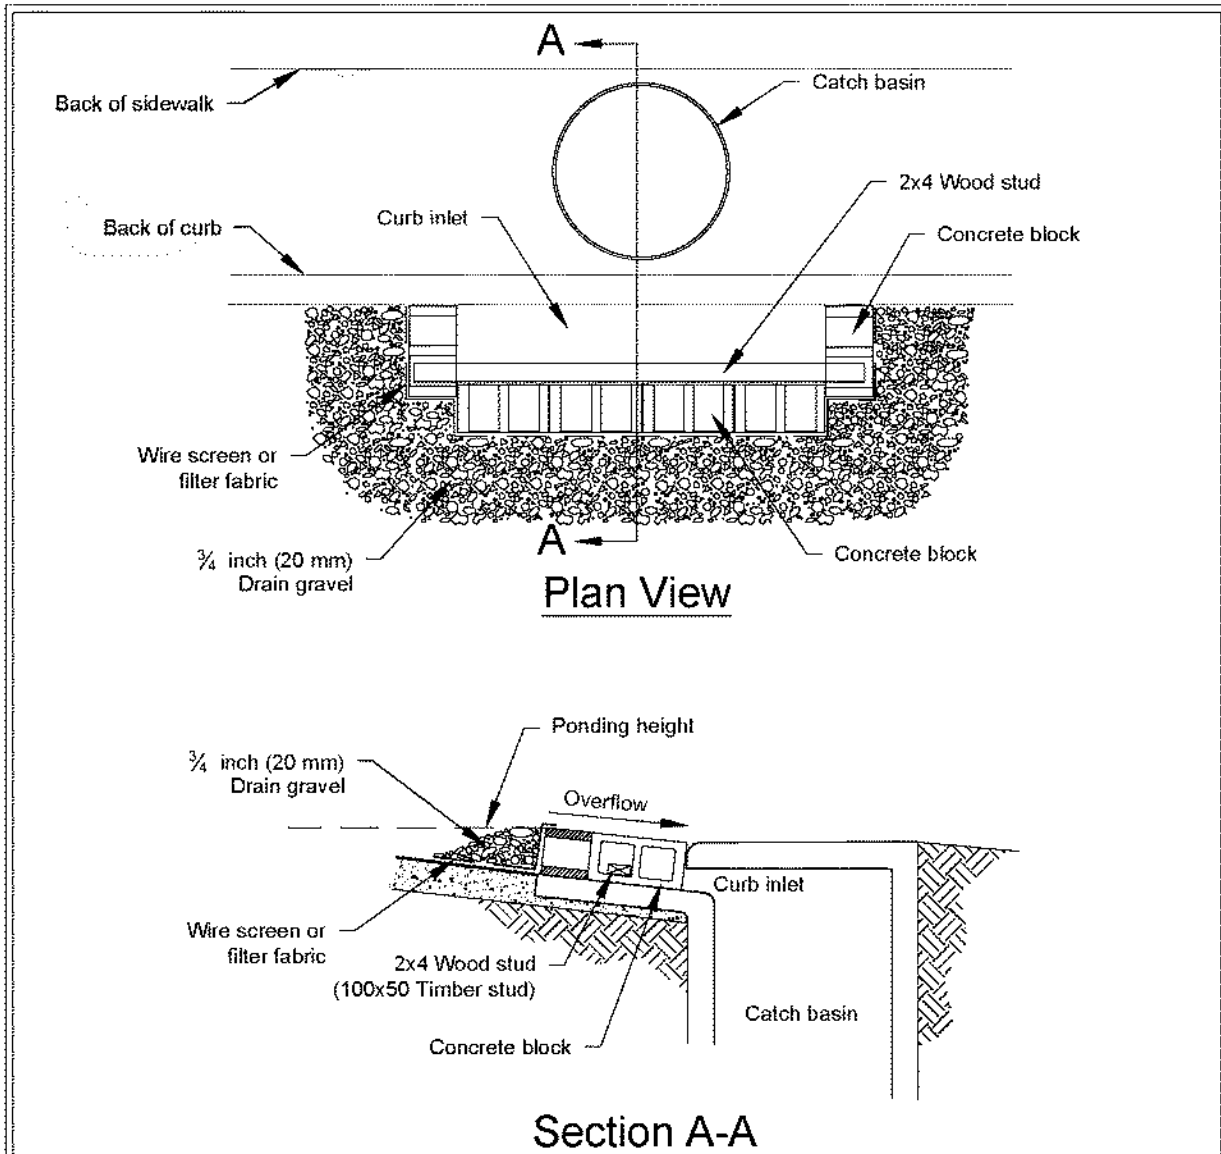 A
Catch basin
Back of sidewalk
2x4 Wood stud
Curb inlet
Back of curb
Concrete block
Wire screen or
filter fabric
A
¾ inch (20 mm)
Drain gravel
Concrete block
Plan View
Ponding height
¾ inch (20 mm)
Drain gravel
Overflow
Curb inlet
Wire screen or
filter fabric
2x4 Wood stud
(100x50 Timber stud)
Catch basin
Concrete block
Section A-A